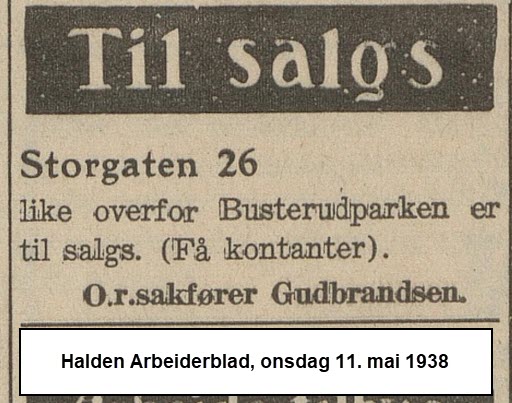 Til salgs
Storgaten 26
like overfor Busterudparken er
til salgs. (Få kontanter).
O.r.sakfører Gudbrandsen.
Halden Arbeiderblad, onsdag 11. mai 1938